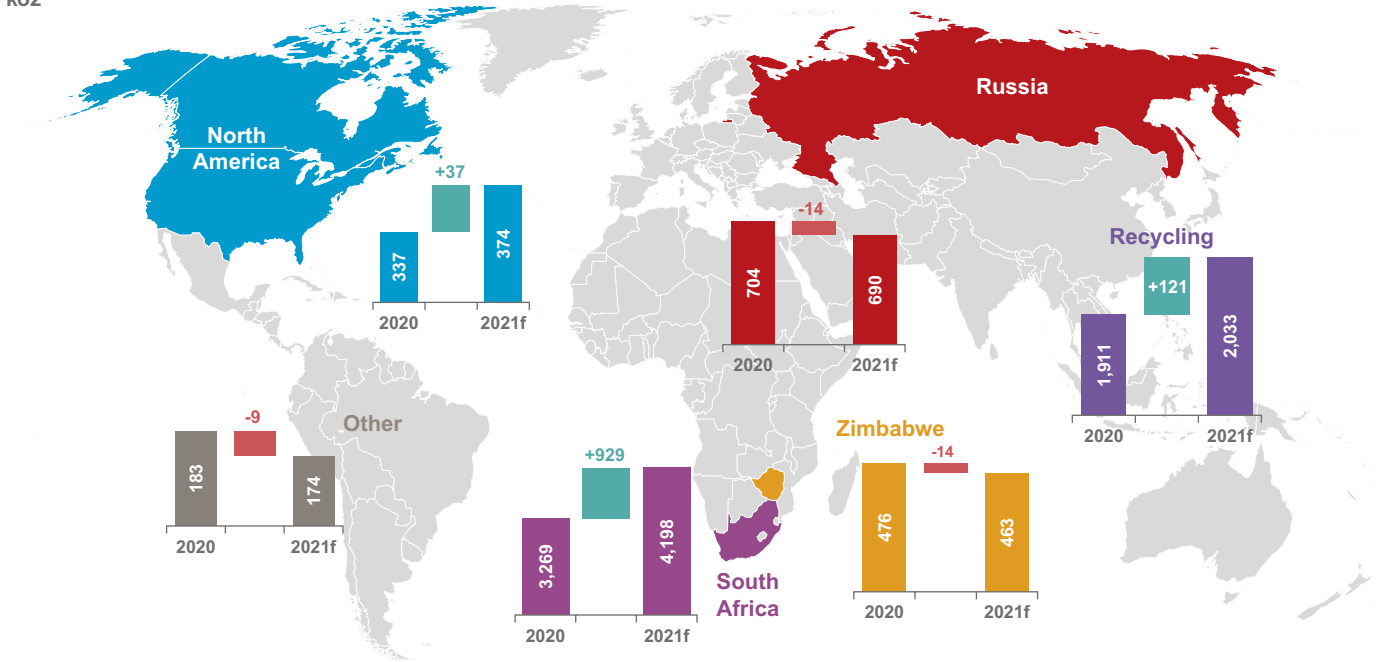 koz
North
America
+37
337
374
2020
2021f
Russia
-14
704
690
2020
2021f
Recycling
+121
1,911
2,033
2020
2021f
Other
-9
183
174
2020
2021f
+929
3,269
4,198
2020
2021f
South
Africa
Zimbabwe
-14
476
463
2020
2021f